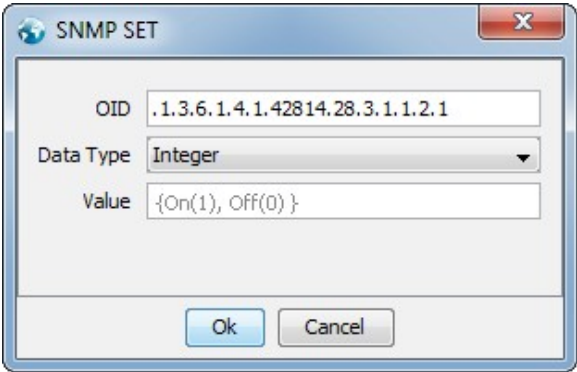 SNMP SET
OID .1.3.6.1.4.1.42814.28.3.1.1.2.1
Data Type Integer
Value {On(1), Off(0) }
Ok Cancel